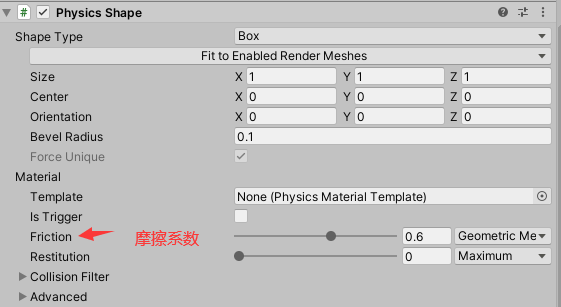 Physics Shape
Shape Type Box
Fit to Enabled Render Meshes
Size X 1 Y 1 Z 1
Center X 0 Y 0 Z 0
Orientation X 0 Y 0 Z 0
Bevel Radius 0.1
Force Unique
Material
Template None (Physics Material Template)
Is Trigger
Friction 摩擦系数 0.6 Geometric Me
Restitution 0 Maximum
Collision Filter
Advanced